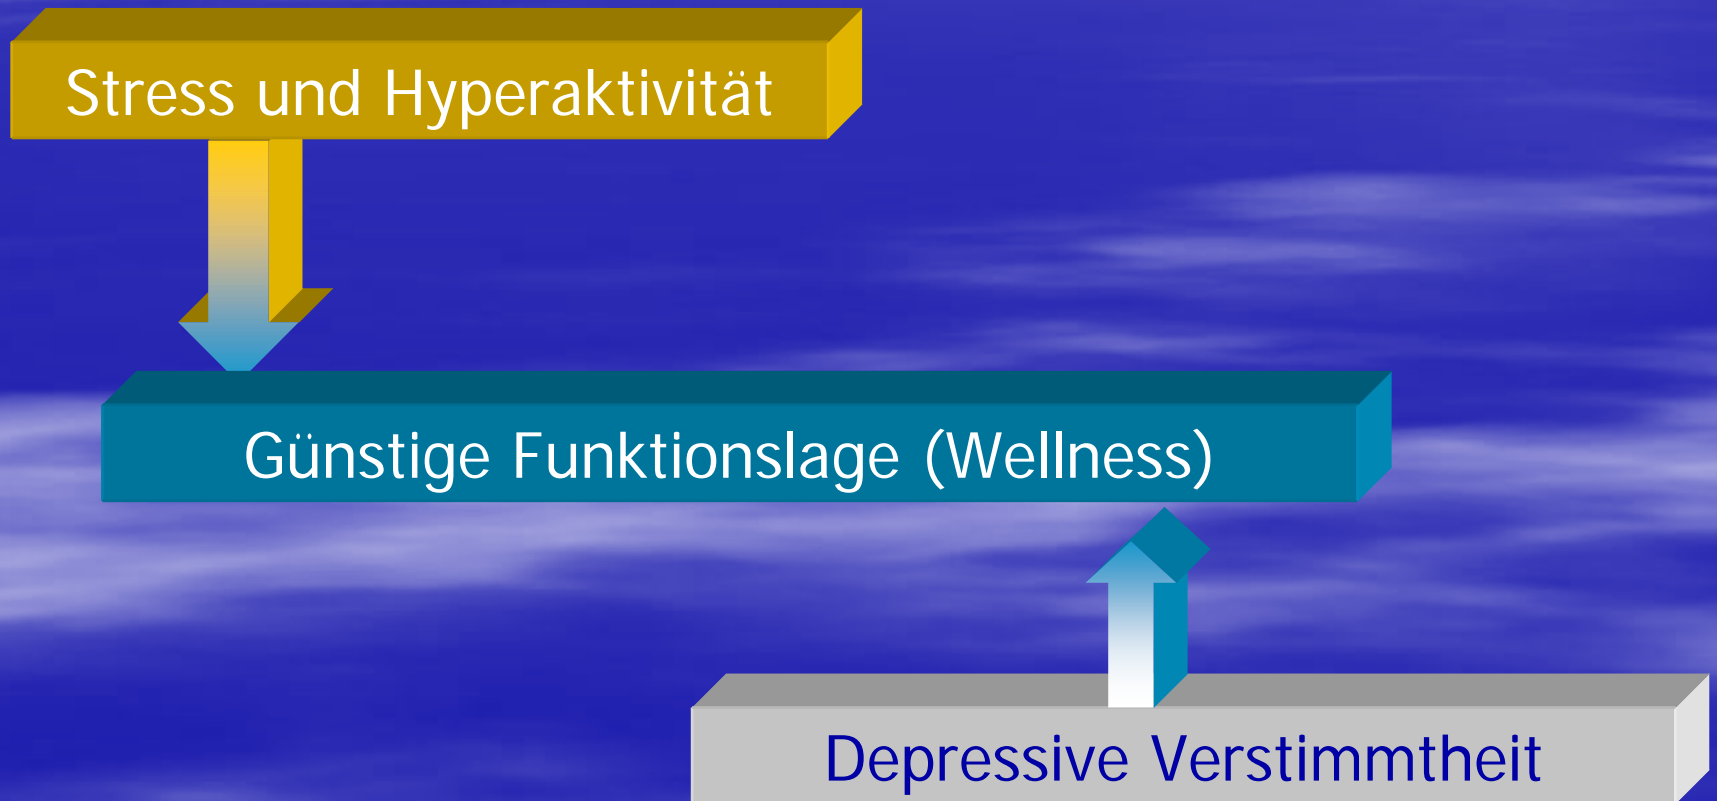 Stress und Hyperaktivität
Günstige Funktionslage (Wellness)
Depressive Verstimmtheit